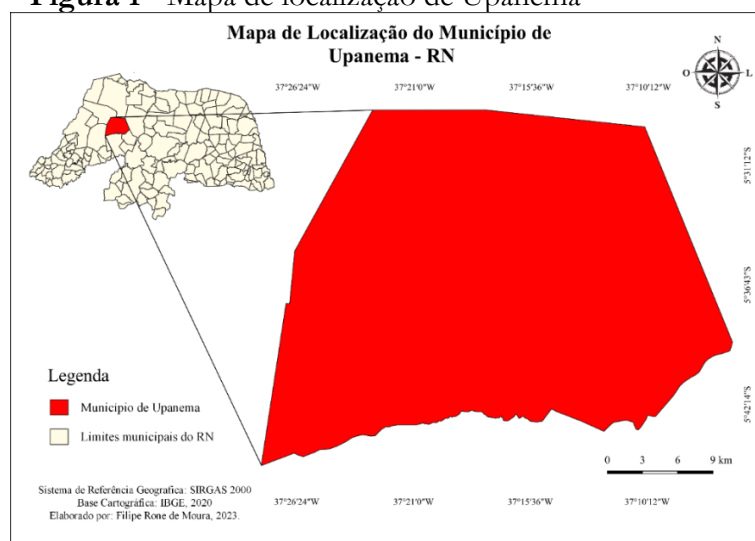 Figura 1 - Mapa de localização de Upanema
Mapa de Localização do Município de
Upanema - RN
37°26'24"W 37°21'0"W 37°15'36"W 37°10'12"W
N
O L
S
5°31'12"S
5°36'43"S
5°42'14"S
Legenda
Município de Upanema
Limites municipais do RN
0 3 6 9 km
Sistema de Referência Geografica: SIRGAS 2000
Base Cartográfica: IBGE, 2020
Elaborado por: Filipe Rone de Moura, 2023.
37°26'24"W 37°21'0"W 37°15'36"W 37°10'12"W